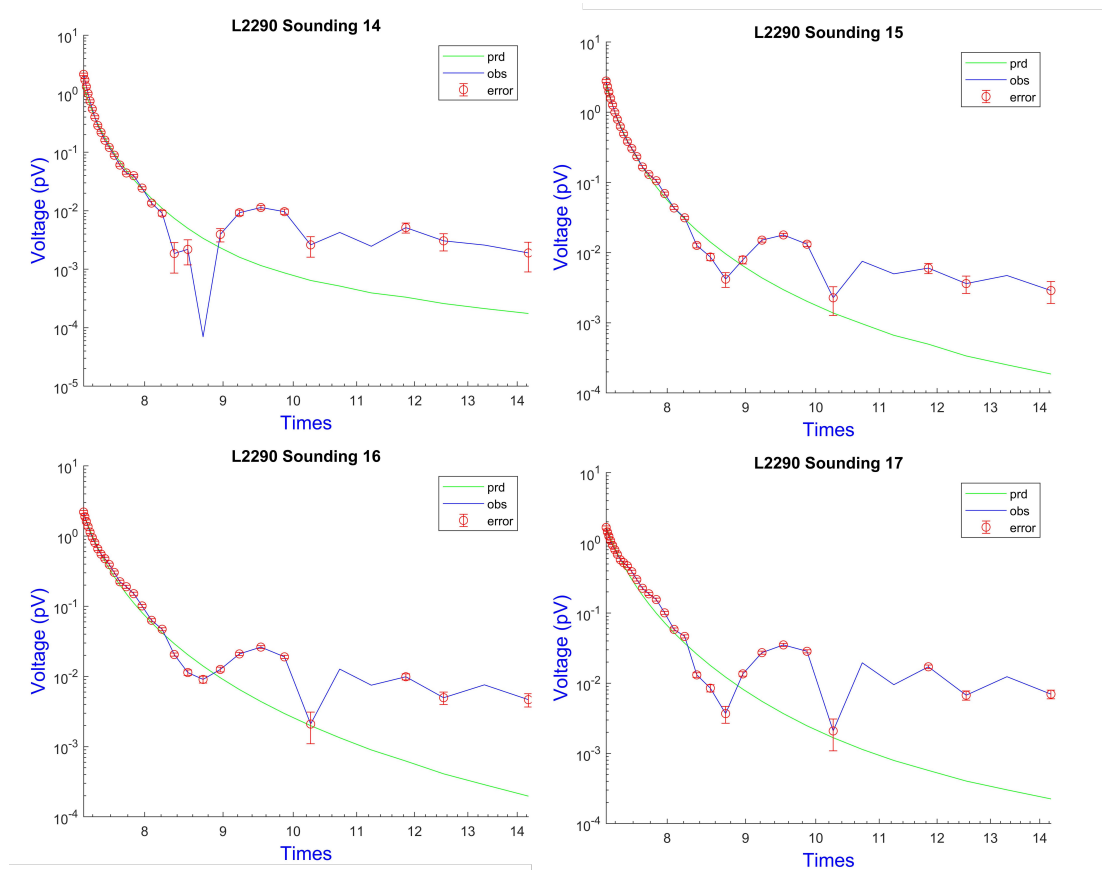 L2290 Sounding 14
prd
obs
error
10^1
10^0
10^-1
10^-2
10^-3
10^-4
10^-5
Voltage (pV)
8 9 10 11 12 13 14
Times
L2290 Sounding 15
prd
obs
error
10^1
10^0
10^-1
10^-2
10^-3
10^-4
Voltage (pV)
8 9 10 11 12 13 14
Times
L2290 Sounding 16
prd
obs
error
10^1
10^0
10^-1
10^-2
10^-3
10^-4
Voltage (pV)
8 9 10 11 12 13 14
Times
L2290 Sounding 17
prd
obs
error
10^1
10^0
10^-1
10^-2
10^-3
10^-4
Voltage (pV)
8 9 10 11 12 13 14
Times